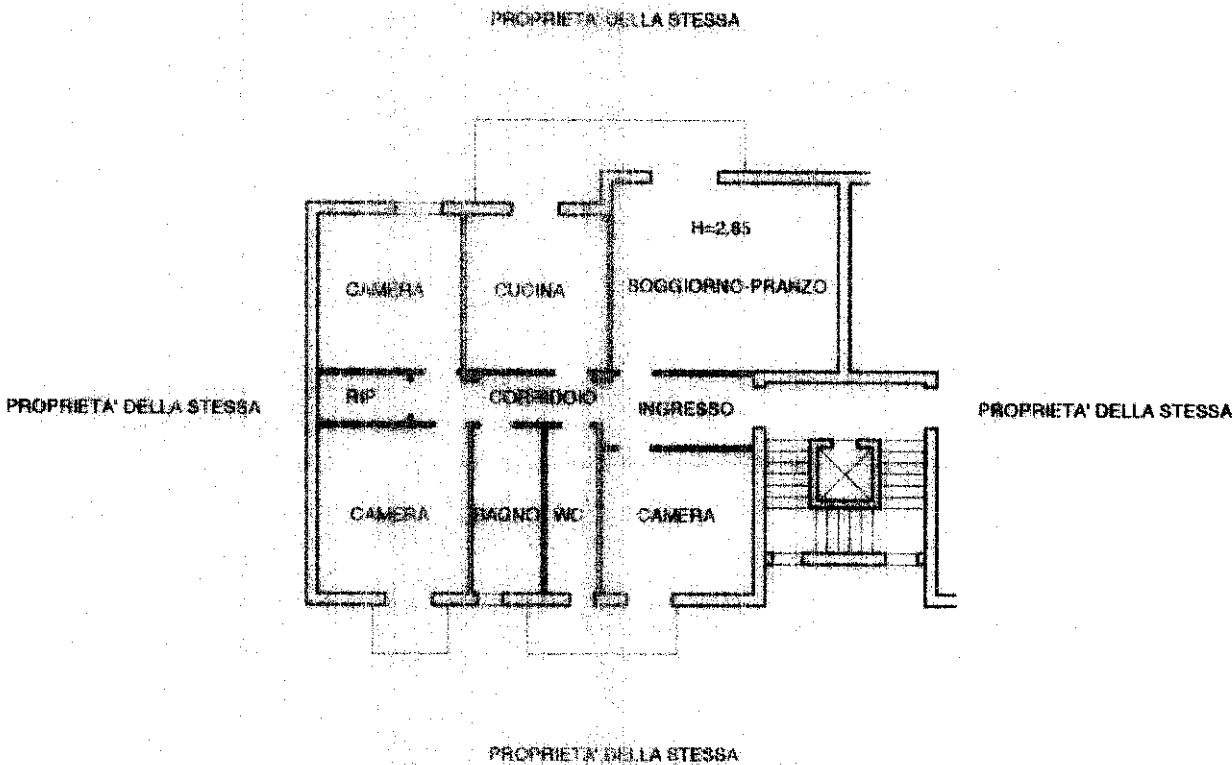 PROPRIETA' DELLA STESSA
H=2,85
CAMERA
CUCINA
SOGGIORNO-PRANZO
RIP
CORRIDOIO
INGRESSO
PROPRIETA' DELLA STESSA
PROPRIETA' DELLA STESSA
CAMERA
BAGNO
WC
CAMERA
PROPRIETA' DELLA STESSA